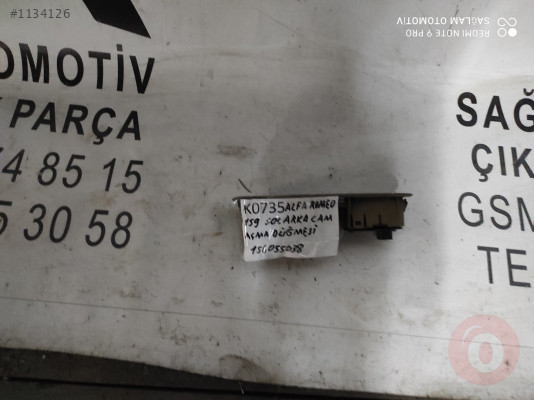 #1134126
SAĞLAM OTOMOTİV
REDMI NOTE 9 PRO
OMOTİV
PARÇA
4 85 15
5 30 58
SAĞ
ÇIK
GSM
TE
K0735 ALFA ROMEO
159 SOL ARKA CAM
AÇMA DÜĞMESİ
156055038